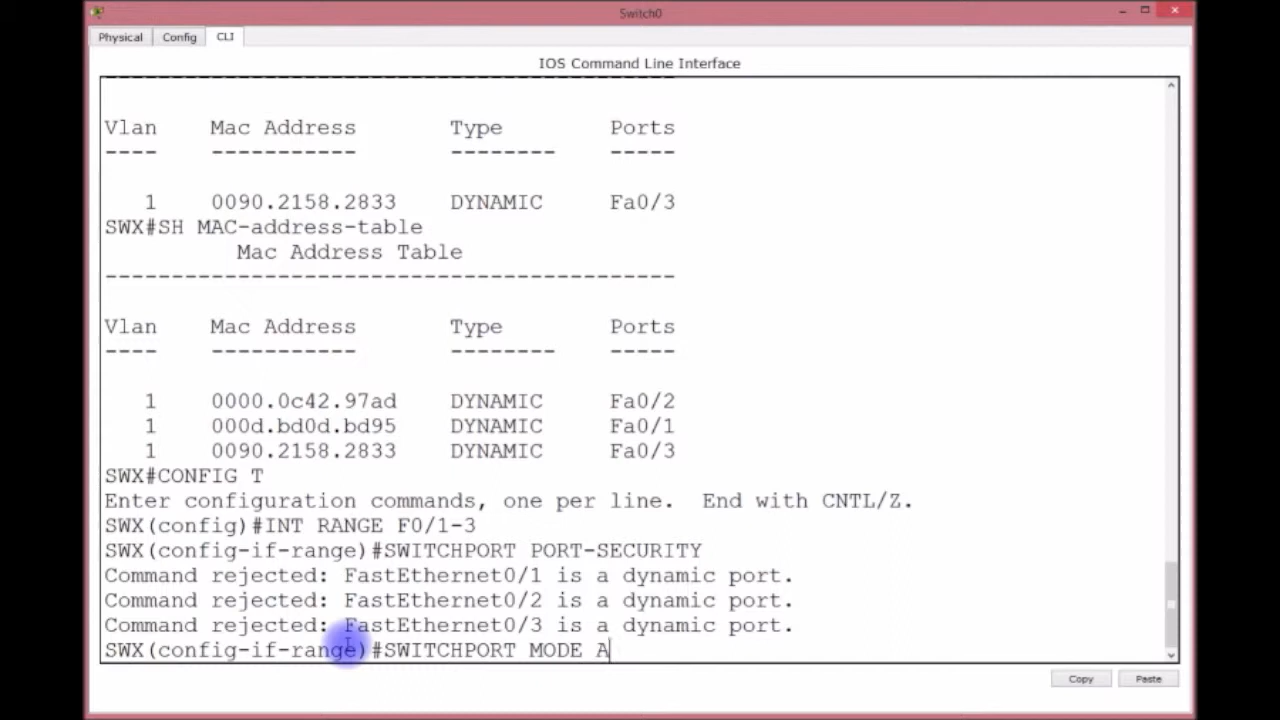 Switch0
Physical Config CLI
IOS Command Line Interface
-------------------------------------------
Vlan Mac Address Type Ports
---- ----------- -------- -----
1 0090.2158.2833 DYNAMIC Fa0/3
SWX#SH MAC-address-table
Mac Address Table
-------------------------------------------
Vlan Mac Address Type Ports
---- ----------- -------- -----
1 0000.0c42.97ad DYNAMIC Fa0/2
1 000d.bd0d.bd95 DYNAMIC Fa0/1
1 0090.2158.2833 DYNAMIC Fa0/3
SWX#CONFIG T
Enter configuration commands, one per line. End with CNTL/Z.
SWX(config)#INT RANGE F0/1-3
SWX(config-if-range)#SWITCHPORT PORT-SECURITY
Command rejected: FastEthernet0/1 is a dynamic port.
Command rejected: FastEthernet0/2 is a dynamic port.
Command rejected: FastEthernet0/3 is a dynamic port.
SWX(config-if-range)#SWITCHPORT MODE A
Copy Paste